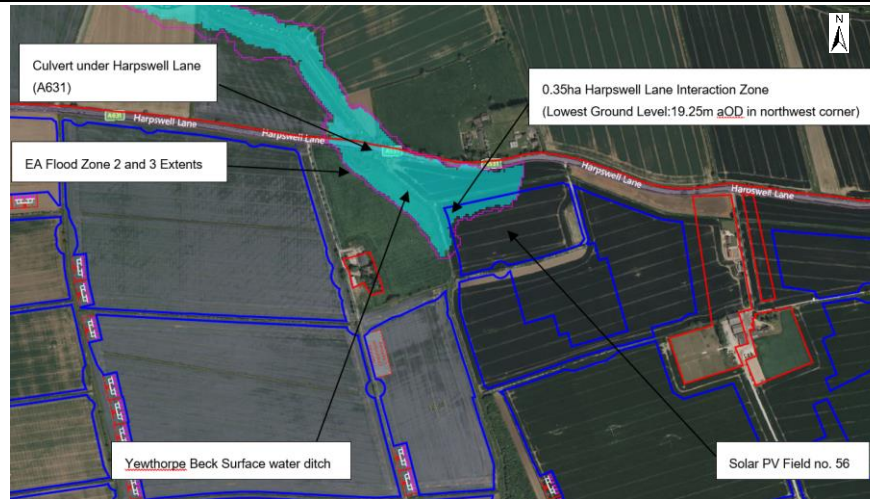 N
Culvert under Harpswell Lane
(A631)
0.35ha Harpswell Lane Interaction Zone
(Lowest Ground Level:19.25m aOD in northwest corner)
Harpswell Lane
Harpswell Lane
Harpswell Lane
Harpswell Lane
EA Flood Zone 2 and 3 Extents
Yewthorpe Beck Surface water ditch
Solar PV Field no. 56